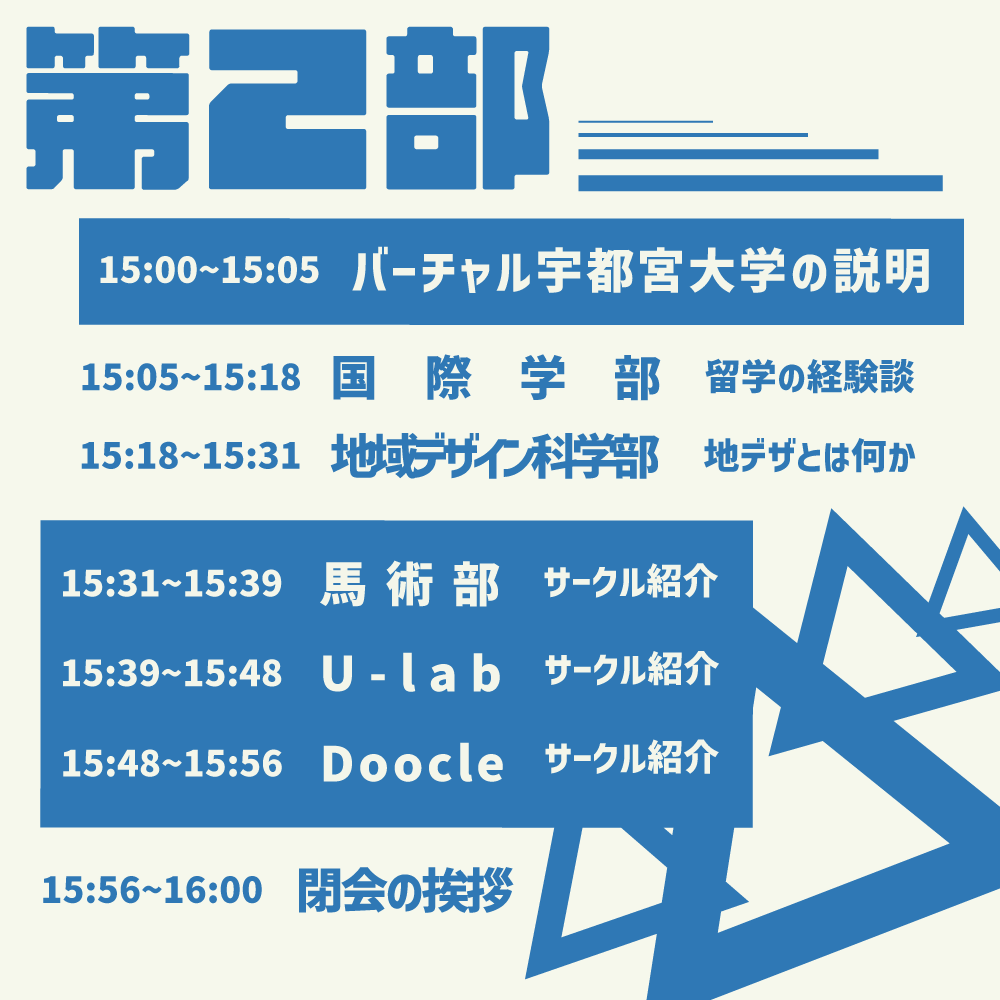 第2部
15:00~15:05 バーチャル宇都宮大学の説明
15:05~15:18 国際学部 留学の経験談
15:18~15:31 地域デザイン科学部 地デザとは何か
15:31~15:39 馬術部 サークル紹介
15:39~15:48 U-lab サークル紹介
15:48~15:56 Doocle サークル紹介
15:56~16:00 閉会の挨拶